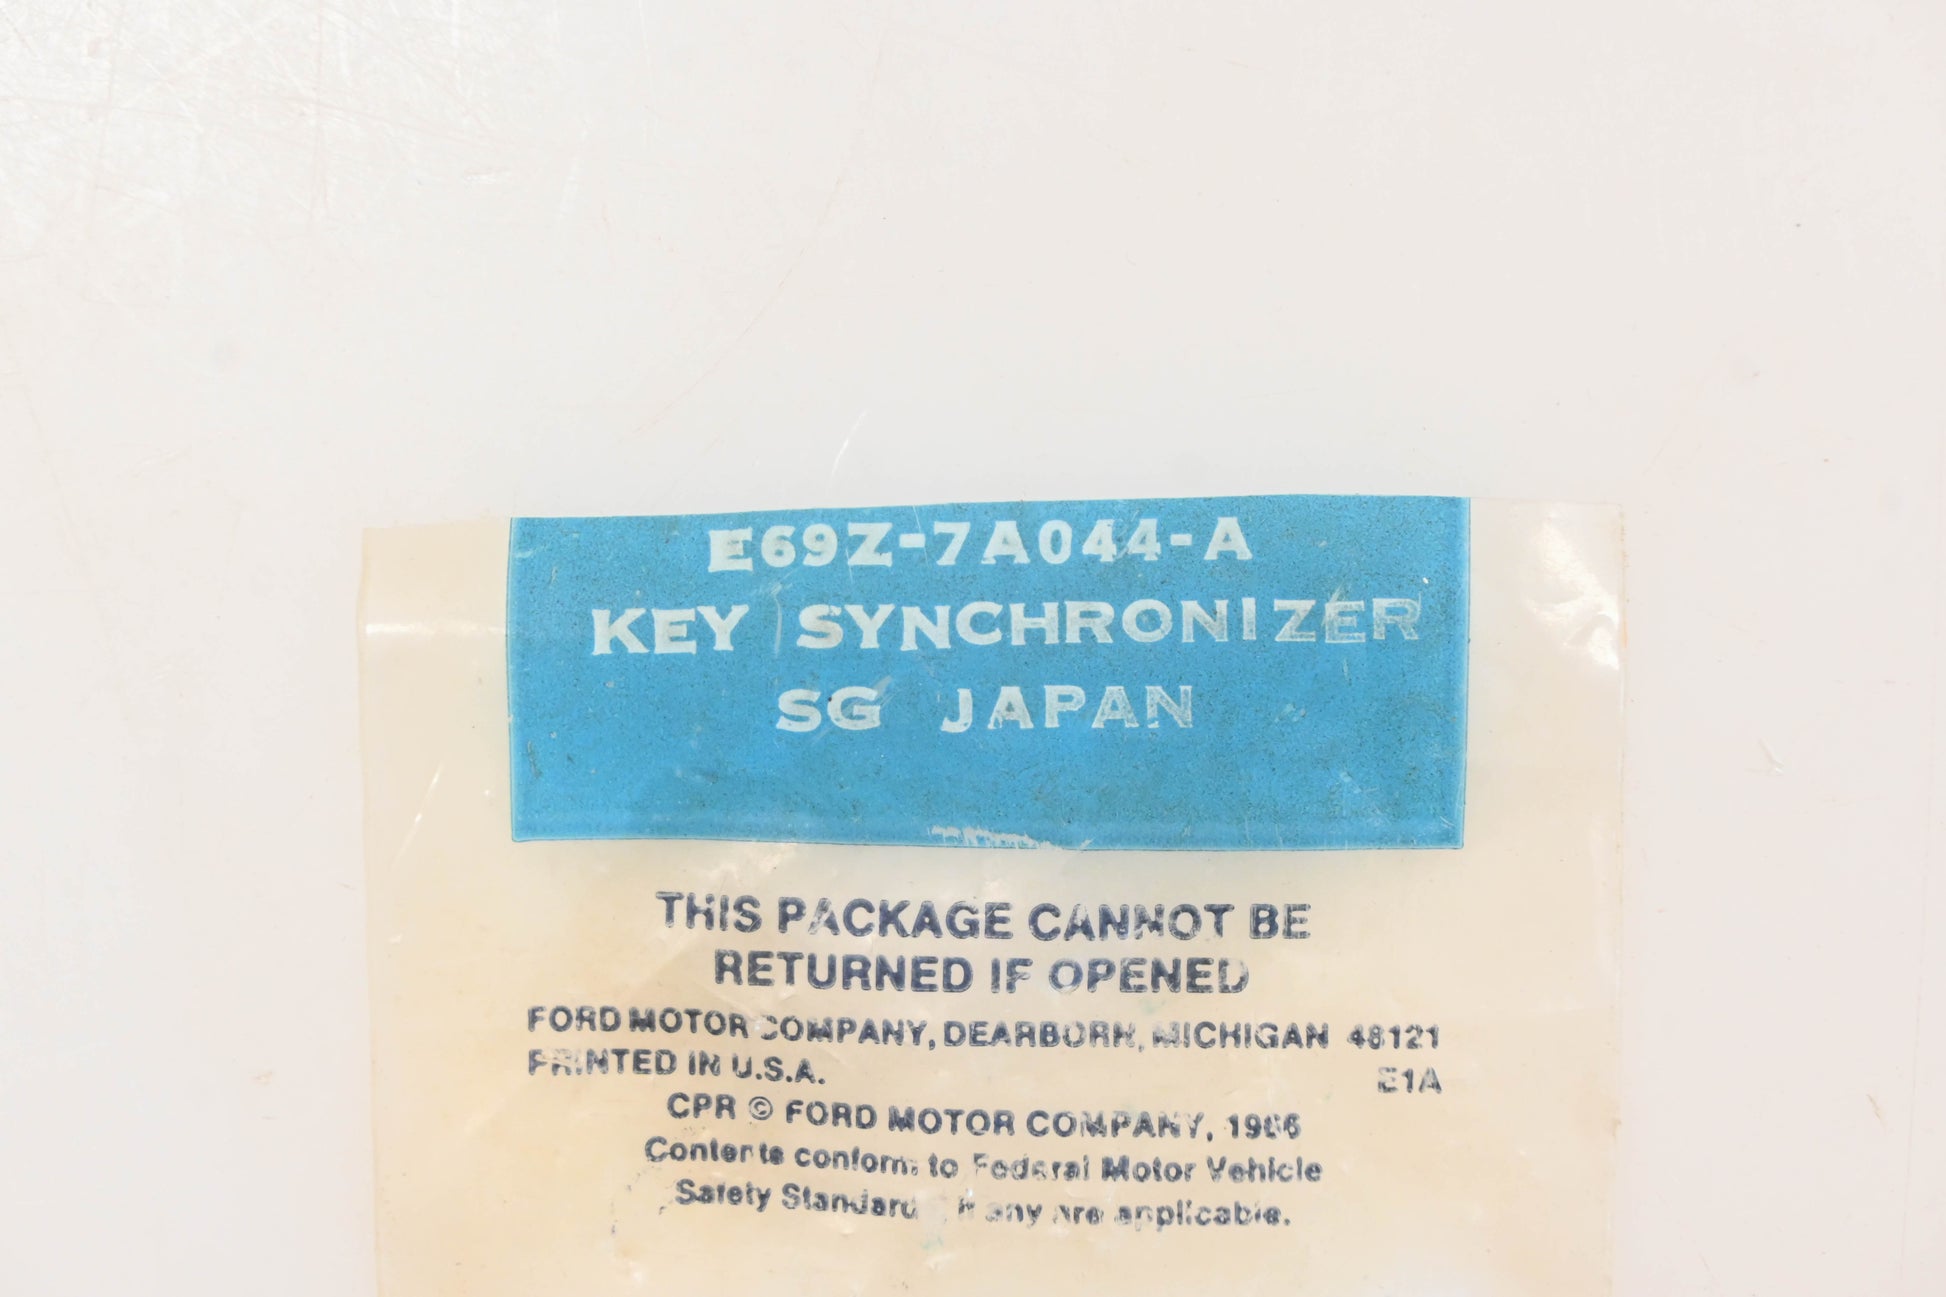 E69Z-7A044-A
KEY SYNCHRONIZER
SG JAPAN
THIS PACKAGE CANNOT BE
RETURNED IF OPENED
FORD MOTOR COMPANY, DEARBORN, MICHIGAN 48121
PRINTED IN U.S.A.
E1A
CPR © FORD MOTOR COMPANY,
Contents conform to Federal Motor Vehicle
Safety Standards, if any are applicable.